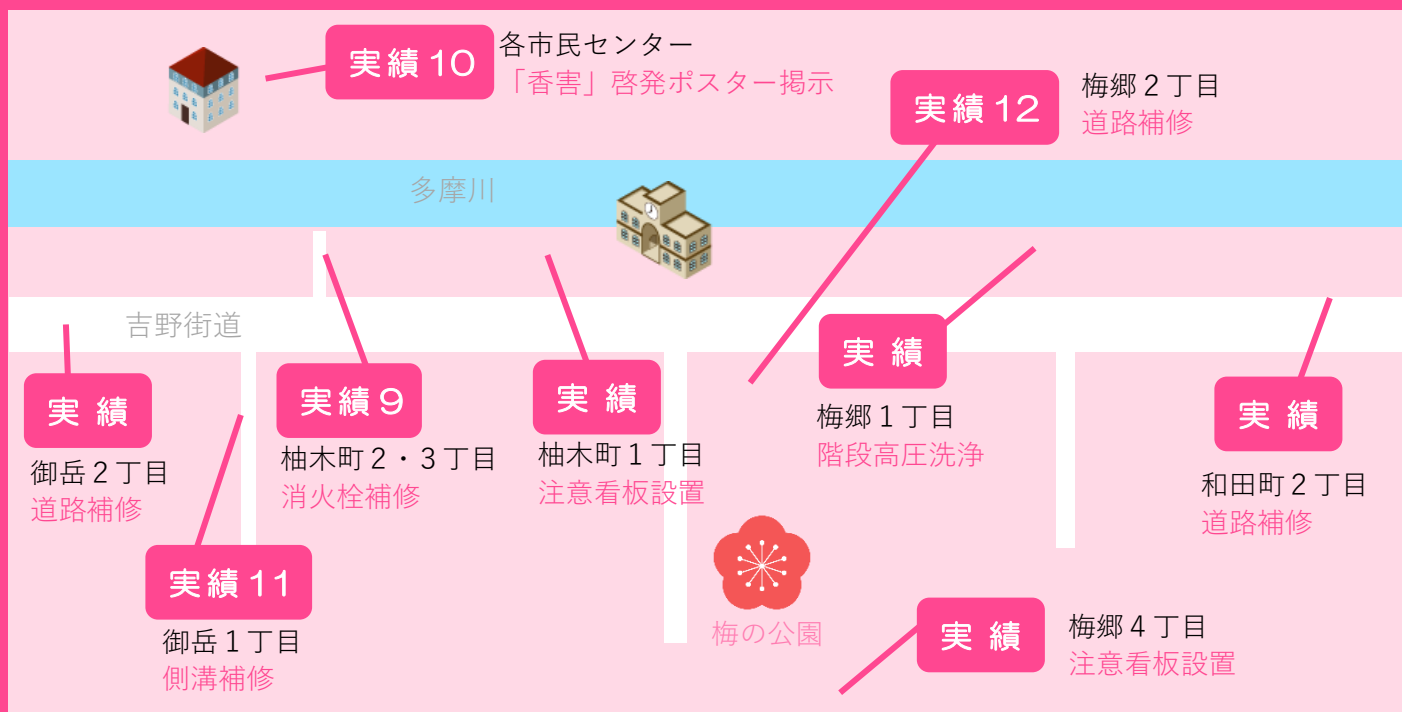 実績10
各市民センター
「香害」啓発ポスター掲示
実績12
梅郷２丁目
道路補修
多摩川
吉野街道
実 績
御岳２丁目
道路補修
実績９
柚木町２・３丁目
消火栓補修
実 績
柚木町１丁目
注意看板設置
実 績
梅郷１丁目
階段高圧洗浄
実 績
和田町２丁目
道路補修
実績11
御岳１丁目
側溝補修
梅の公園
実 績
梅郷４丁目
注意看板設置